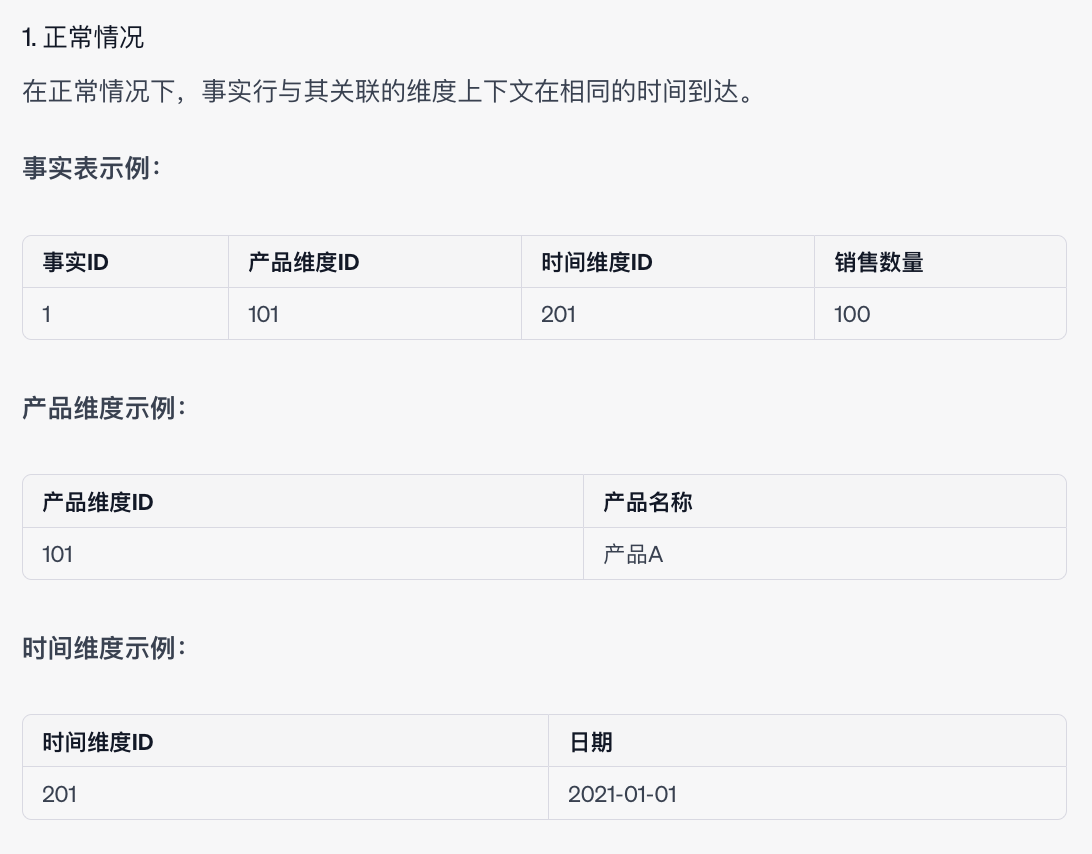 1. 正常情况
在正常情况下，事实行与其关联的维度上下文在相同的时间到达。
事实表示例：
事实ID 产品维度ID 时间维度ID 销售数量
1 101 201 100
产品维度示例：
产品维度ID 产品名称
101 产品A
时间维度示例：
时间维度ID 日期
201 2021-01-01